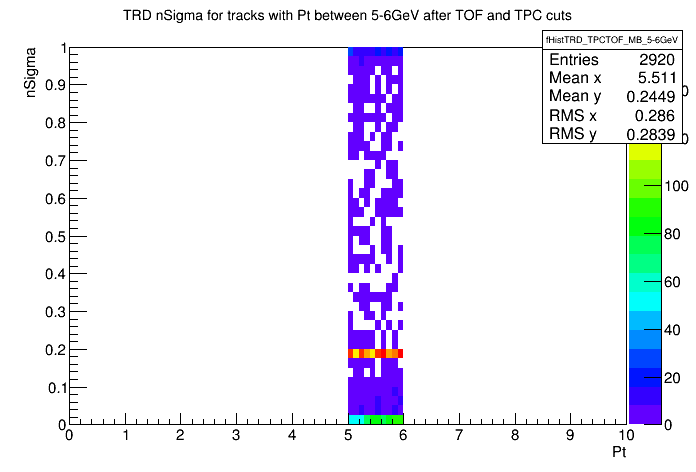 TRD nSigma for tracks with Pt between 5-6GeV after TOF and TPC cuts
fHistTRD_TPCTOF_MB_5-6GeV
Entries 2920
Mean x 5.511
Mean y 0.2449
RMS x 0.286
RMS y 0.2839
nSigma
1
0.9
0.8
0.7
0.6
0.5
0.4
0.3
0.2
0.1
0
0 1 2 3 4 5 6 7 8 9 10
Pt
0
0
100
80
60
40
20
0